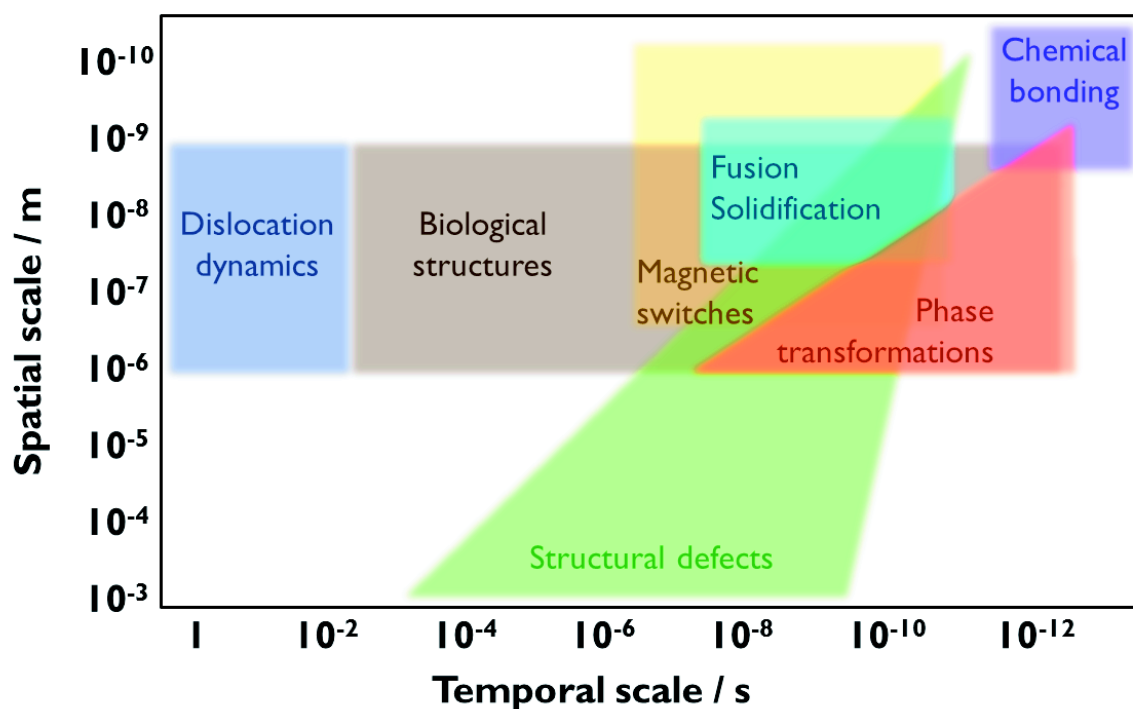 Spatial scale / m
10⁻¹⁰
10⁻⁹
10⁻⁸
10⁻⁷
10⁻⁶
10⁻⁵
10⁻⁴
10⁻³
Chemical
bonding
Fusion
Solidification
Dislocation
dynamics
Biological
structures
Magnetic
switches
Phase
transformations
Structural defects
1
10⁻²
10⁻⁴
10⁻⁶
10⁻⁸
10⁻¹⁰
10⁻¹²
Temporal scale / s